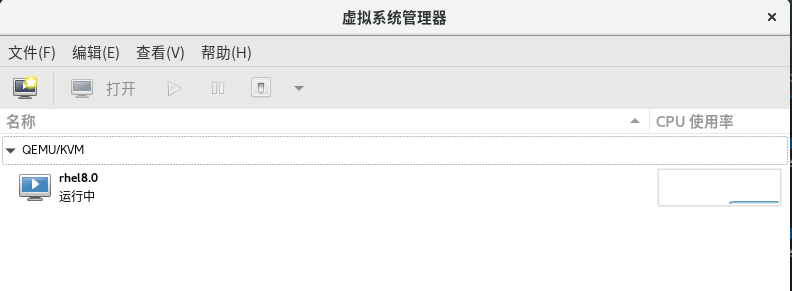 虚拟系统管理器
文件(F) 编辑(E) 查看(V) 帮助(H)
打开
名称 CPU 使用率
QEMU/KVM
rhel8.0
运行中